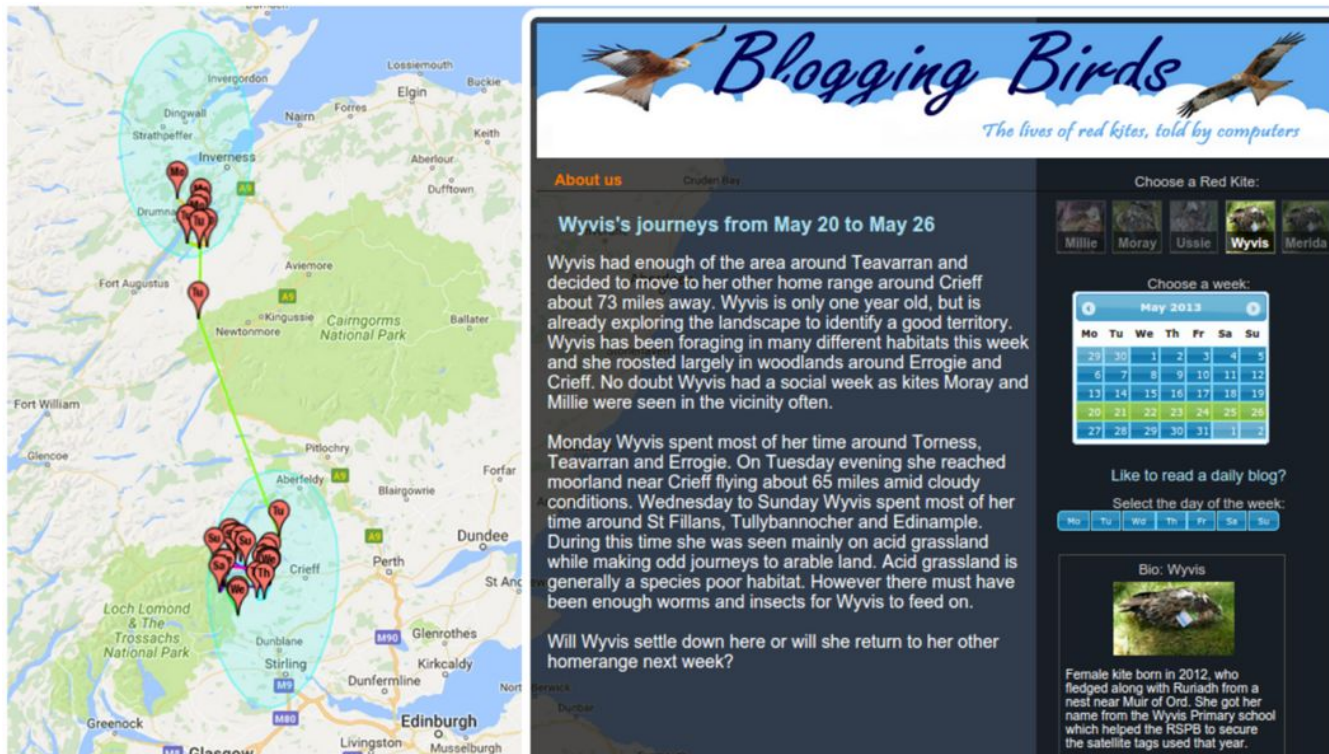 Blogging Birds
The lives of red kites, told by computers
About us
Wyvis's journeys from May 20 to May 26
Wyvis had enough of the area around Teavarran and
decided to move to her other home range around Crieff
about 73 miles away. Wyvis is only one year old, but is
already exploring the landscape to identify a good territory.
Wyvis has been foraging in many different habitats this week
and she roosted largely in woodlands around Errogie and
Crieff. No doubt Wyvis had a social week as kites Moray and
Millie were seen in the vicinity often.
Monday Wyvis spent most of her time around Torness,
Teavarran and Errogie. On Tuesday evening she reached
moorland near Crieff flying about 65 miles amid cloudy
conditions. Wednesday to Sunday Wyvis spent most of her
time around St Fillans, Tullybannocher and Edinample.
During this time she was seen mainly on acid grassland
while making odd journeys to arable land. Acid grassland is
generally a species poor habitat. However there must have
been enough worms and insects for Wyvis to feed on.
Will Wyvis settle down here or will she return to her other
homerange next week?
Choose a Red Kite:
Millie Moray Ussie Wyvis Merida
Choose a week:
May 2013
Mo Tu We Th Fr Sa Su
29 30 1 2 3 4 5
6 7 8 9 10 11 12
13 14 15 16 17 18 19
20 21 22 23 24 25 26
27 28 29 30 31 1 2
Like to read a daily blog?
Select the day of the week:
Mo Tu Wd Th Fr Sa Su
Bio: Wyvis
Female kite born in 2012, who
fledged along with Ruriadh from a
nest near Muir of Ord. She got her
name from the Wyvis Primary school
which helped the RSPB to secure
the satellite tags used that year.
Invergordon
Lossiemouth
Buckie
Elgin
Dingwall
Forres
Nairn
Strathpeffer
Keith
Inverness
Aberlour
Mo
A9
Dufftown
Cruden Bay
Tu
Aviemore
Fort Augustus
Tu
A9
Kingussie
Newtonmore
Cairngorms
National Park
Ballater
Fort William
Glencoe
Pitlochry
A9
Forfar
Aberfeldy
Blairgowrie
Tu
Su
Su
Dundee
A9
Perth
We
Sa
Th
Crieff
We
Loch Lomond
& The
Trossachs
National Park
Dunblane
M90
Glenrothes
Stirling
Kirkcaldy
M9
Dunfermline
Dunbar
M80
Greenock
Edinburgh
Livingston
Musselburgh
Glasgow